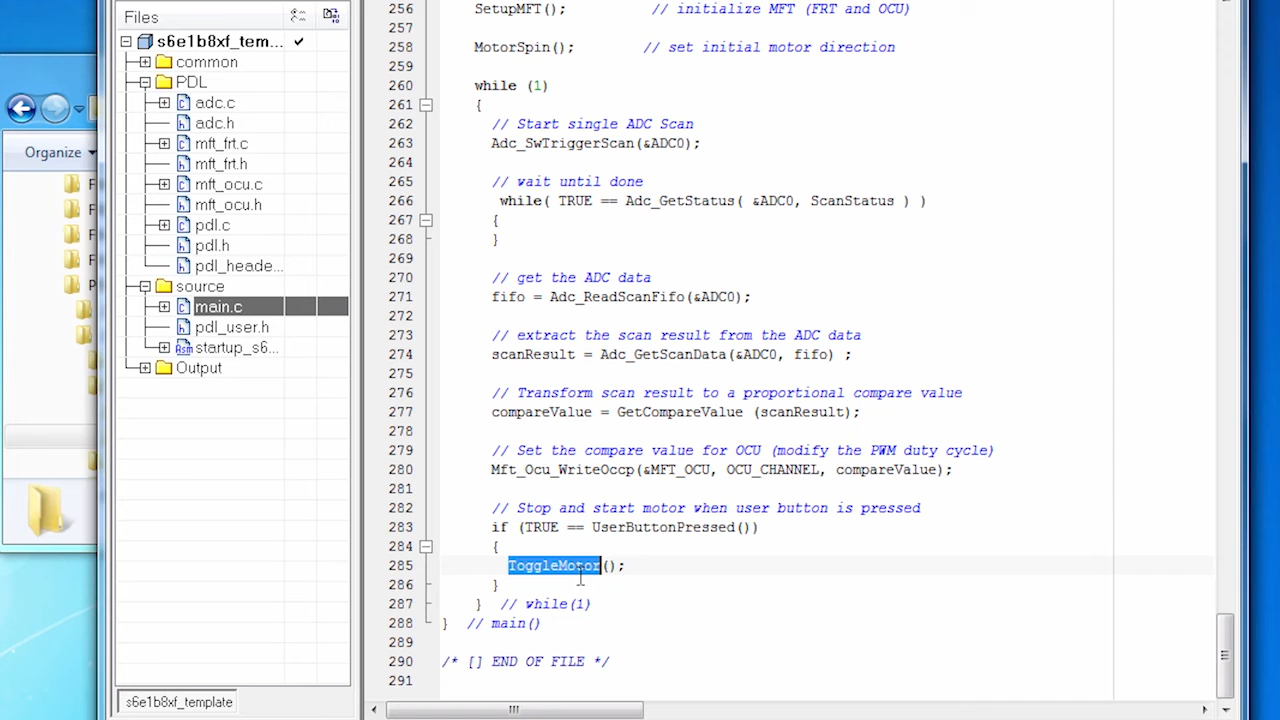 Files
s6e1b8xf_tem...
common
PDL
adc.c
adc.h
mft_frt.c
mft_frt.h
mft_ocu.c
mft_ocu.h
pdl.c
pdl.h
pdl_heade...
source
main.c
pdl_user.h
startup_s6...
Output
s6e1b8xf_template
Organize
256 SetupMFT(); // initialize MFT (FRT and OCU)
257
258 MotorSpin(); // set initial motor direction
259
260 while (1)
261 {
262 // Start single ADC Scan
263 Adc_SwTriggerScan(&ADC0);
264
265 // wait until done
266 while( TRUE == Adc_GetStatus( &ADC0, ScanStatus ) )
267 {
268 }
269
270 // get the ADC data
271 fifo = Adc_ReadScanFifo(&ADC0);
272
273 // extract the scan result from the ADC data
274 scanResult = Adc_GetScanData(&ADC0, fifo) ;
275
276 // Transform scan result to a proportional compare value
277 compareValue = GetCompareValue (scanResult);
278
279 // Set the compare value for OCU (modify the PWM duty cycle)
280 Mft_Ocu_WriteOccp(&MFT_OCU, OCU_CHANNEL, compareValue);
281
282 // Stop and start motor when user button is pressed
283 if (TRUE == UserButtonPressed())
284 {
285 ToggleMotor();
286 }
287 } // while(1)
288 } // main()
289
290 /* [] END OF FILE */
291